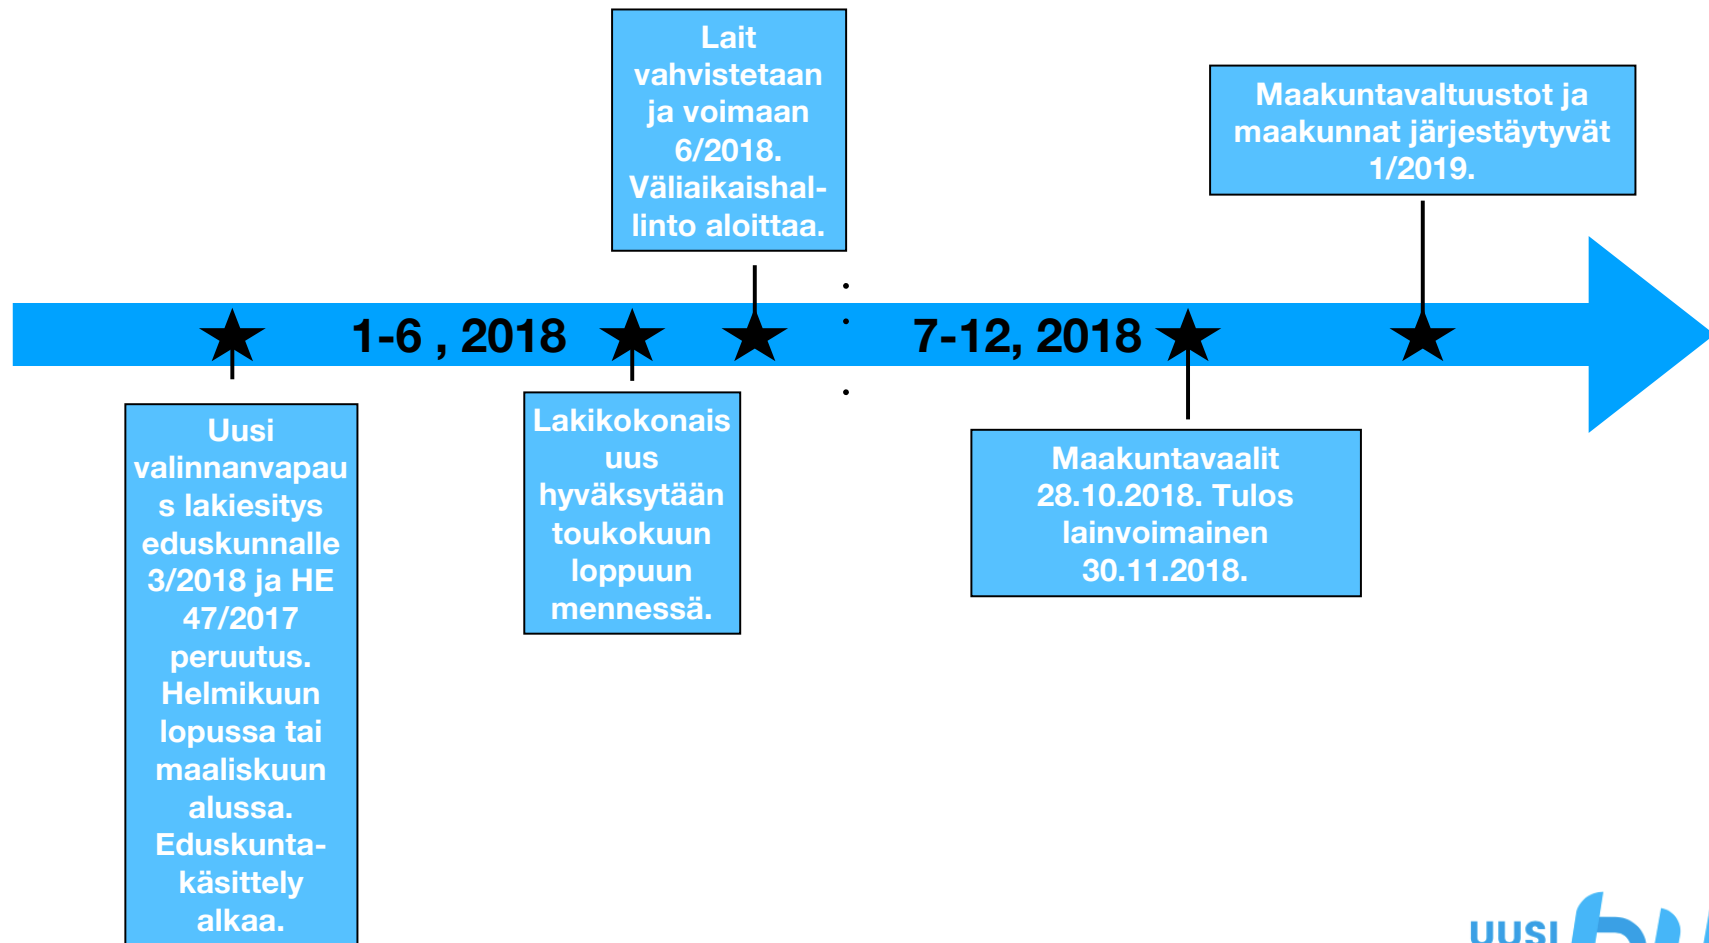 Lait
vahvistetaan
ja voimaan
6/2018.
Väliaikaishal-
linto aloittaa.
Maakuntavaltuustot ja
maakunnat järjestäytyvät
1/2019.
1-6 , 2018
7-12, 2018
Uusi
valinnanvapau
s lakiesitys
eduskunnalle
3/2018 ja HE
47/2017
peruutus.
Helmikuun
lopussa tai
maaliskuun
alussa.
Eduskunta-
käsittely
alkaa.
Lakikokonais
uus
hyväksytään
toukokuun
loppuun
mennessä.
Maakuntavaalit
28.10.2018. Tulos
lainvoimainen
30.11.2018.
UUSI